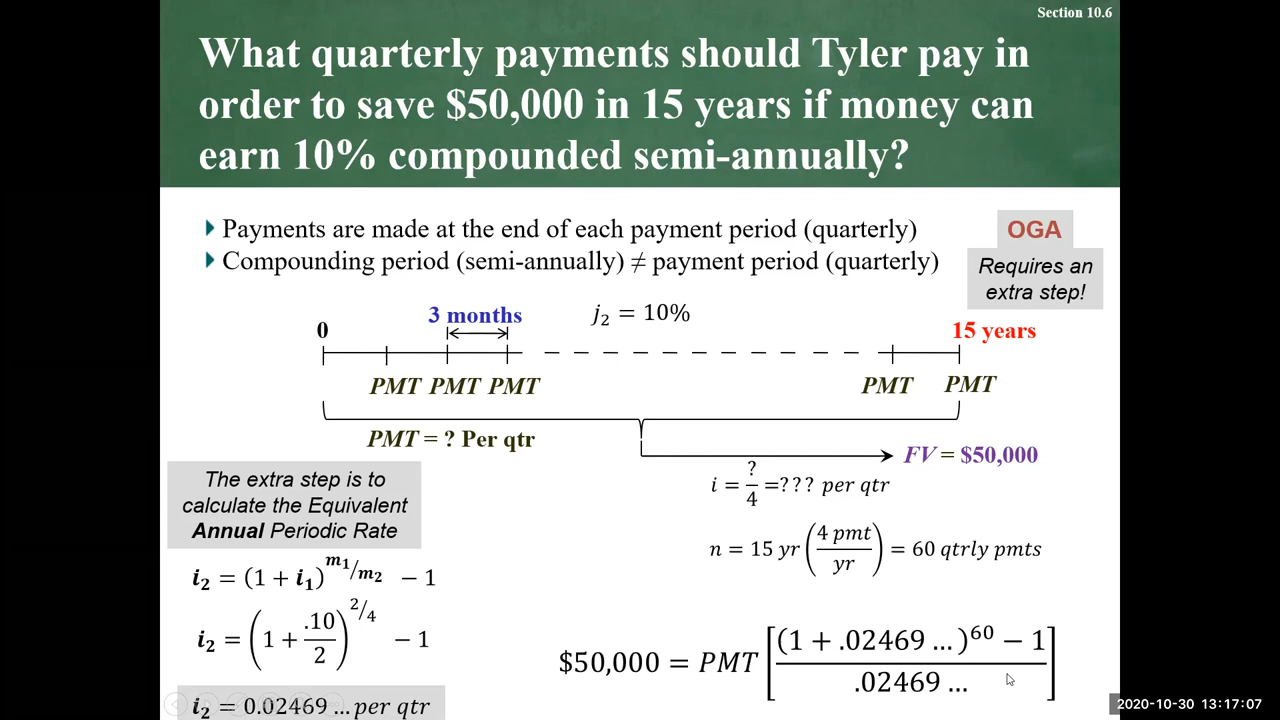 Section 10.6
What quarterly payments should Tyler pay in
order to save $50,000 in 15 years if money can
earn 10% compounded semi-annually?
Payments are made at the end of each payment period (quarterly)
Compounding period (semi-annually) ≠ payment period (quarterly)
OGA
Requires an
extra step!
3 months
j₂ = 10%
0
15 years
PMT PMT PMT
PMT PMT
PMT = ? Per qtr
FV = $50,000
The extra step is to
calculate the Equivalent
Annual Periodic Rate
i = ?/4 =??? per qtr
n = 15 yr (4 pmt/yr) = 60 qtrly pmts
i₂ = (1 + i₁)^(m₁/m₂) − 1
i₂ = (1 + .10/2)^(2/4) − 1
i₂ = 0.02469 ... per qtr
$50,000 = PMT [((1 + .02469 ...)^60 − 1)/.02469 ...]
2020-10-30 13:17:07